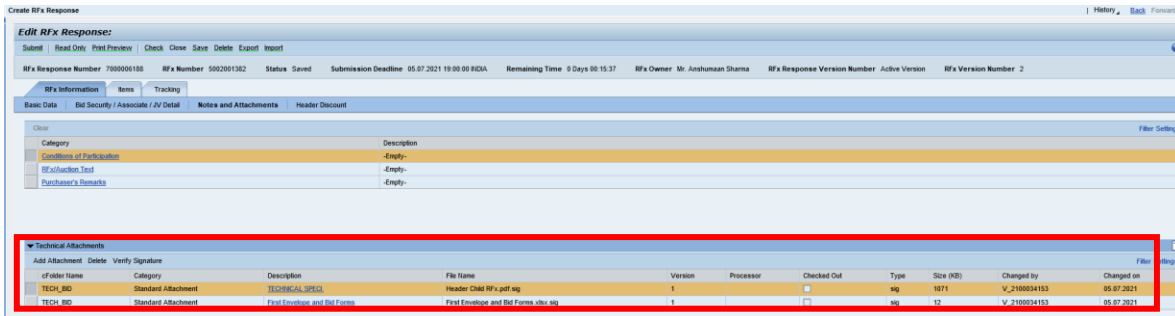 Create RFx Response
| History Back Forward
Edit RFx Response:
Submit | Read Only Print Preview | Check Close Save Delete Export Import
RFx Response Number 7000006188 RFx Number 5002001382 Status Saved Submission Deadline 05.07.2021 19:00:00 INDIA Remaining Time 0 Days 00:15:37 RFx Owner Mr. Anshumaan Sharma RFx Response Version Number Active Version RFx Version Number 2
RFx Information Items Tracking
Basic Data | Bid Security / Associate / JV Detail | Notes and Attachments | Header Discount
Clear Filter Setting
Category Description
Conditions of Participation -Empty-
RFx/Auction Text -Empty-
Purchaser's Remarks -Empty-
Technical Attachments
Add Attachment Delete Verify Signature Filter Settings
cFolder Name Category Description File Name Version Processor Checked Out Type Size (KB) Changed by Changed on
TECH_BID Standard Attachment TECHNICAL SPECI. Header Child RFx.pdf.sig 1 sig 1071 V_2100034153 05.07.2021
TECH_BID Standard Attachment First Envelope and Bid Forms First Envelope and Bid Forms.xlsx.sig 1 sig 12 V_2100034153 05.07.2021